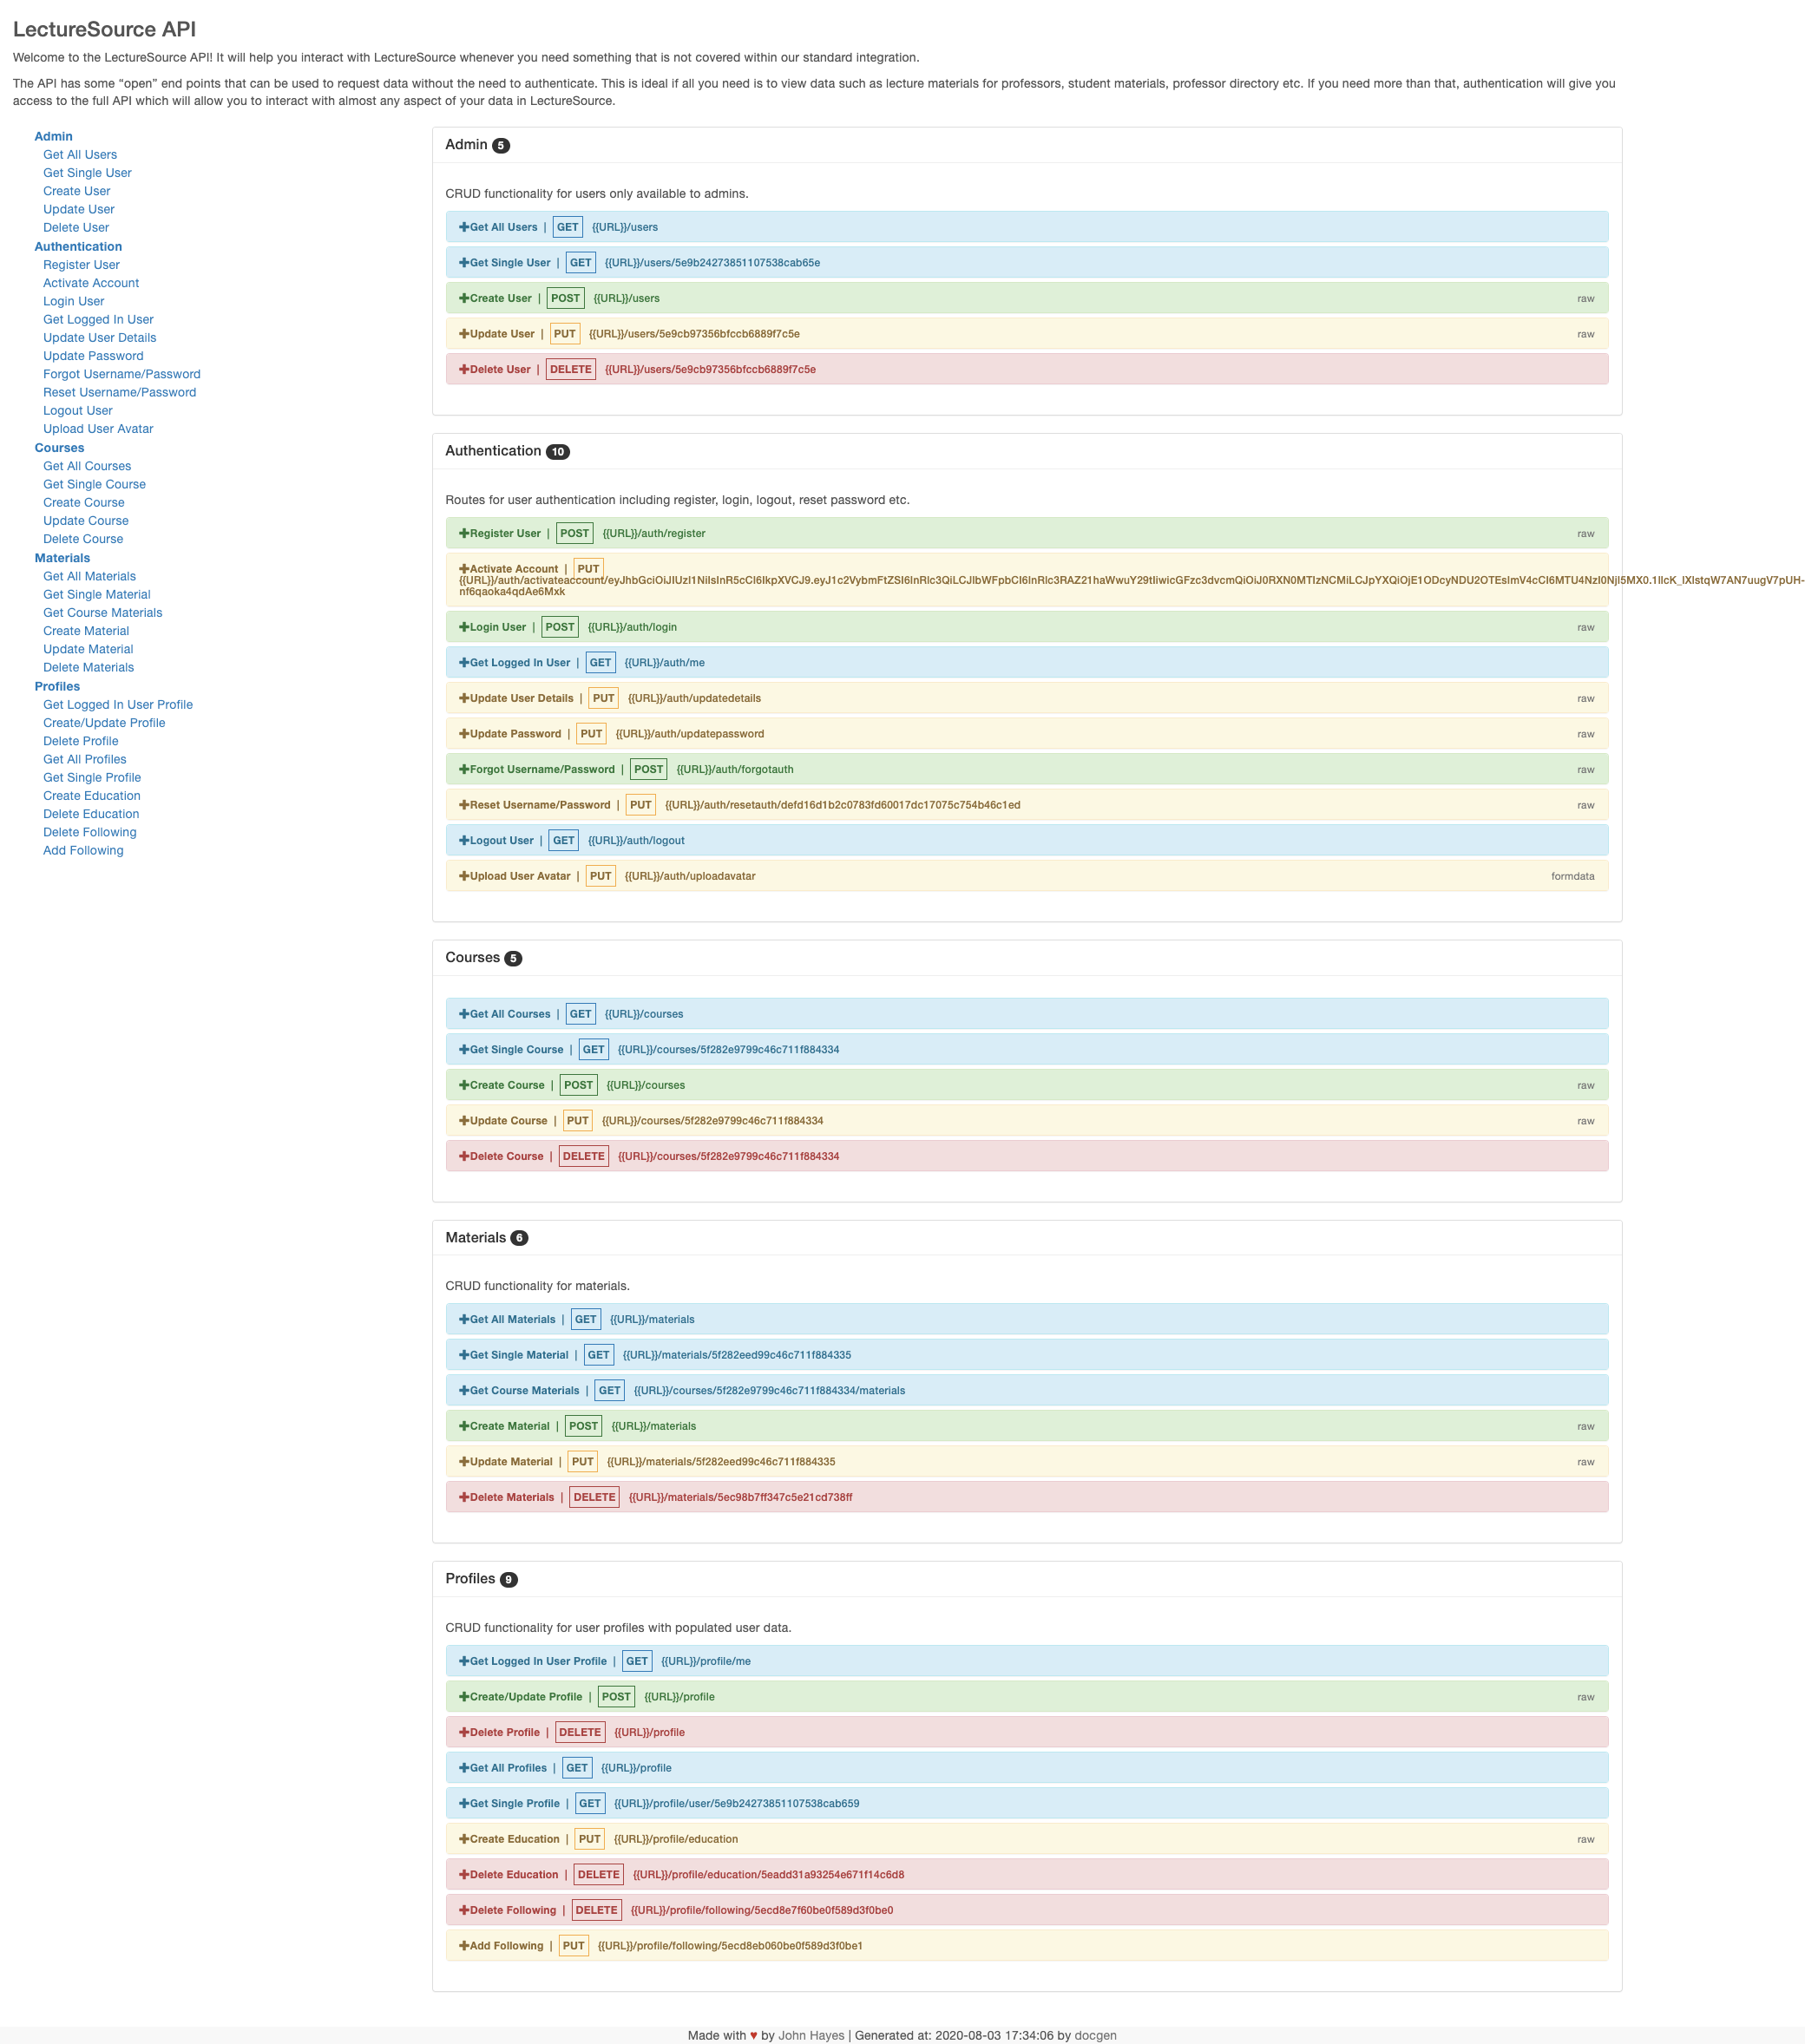 LectureSource API
Welcome to the LectureSource API! It will help you interact with LectureSource whenever you need something that is not covered within our standard integration.
The API has some “open” end points that can be used to request data without the need to authenticate. This is ideal if all you need is to view data such as lecture materials for professors, student materials, professor directory etc. If you need more than that, authentication will give you
access to the full API which will allow you to interact with almost any aspect of your data in LectureSource.
Admin
Get All Users
Get Single User
Create User
Update User
Delete User
Authentication
Register User
Activate Account
Login User
Get Logged In User
Update User Details
Update Password
Forgot Username/Password
Reset Username/Password
Logout User
Upload User Avatar
Courses
Get All Courses
Get Single Course
Create Course
Update Course
Delete Course
Materials
Get All Materials
Get Single Material
Get Course Materials
Create Material
Update Material
Delete Materials
Profiles
Get Logged In User Profile
Create/Update Profile
Delete Profile
Get All Profiles
Get Single Profile
Create Education
Delete Education
Delete Following
Add Following
Admin 5
CRUD functionality for users only available to admins.
Get All Users | GET {{URL}}/users
Get Single User | GET {{URL}}/users/5e9b24273851107538cab65e
Create User | POST {{URL}}/users raw
Update User | PUT {{URL}}/users/5e9cb97356bfccb6889f7c5e raw
Delete User | DELETE {{URL}}/users/5e9cb97356bfccb6889f7c5e
Authentication 10
Routes for user authentication including register, login, logout, reset password etc.
Register User | POST {{URL}}/auth/register raw
Activate Account | PUT
nf6qaoka4qdAe6Mxk
Login User | POST {{URL}}/auth/login raw
Get Logged In User | GET {{URL}}/auth/me
Update User Details | PUT {{URL}}/auth/updatedetails raw
Update Password | PUT {{URL}}/auth/updatepassword raw
Forgot Username/Password | POST {{URL}}/auth/forgotauth raw
Reset Username/Password | PUT {{URL}}/auth/resetauth/defd16d1b2c0783fd60017dc17075c754b46c1ed raw
Logout User | GET {{URL}}/auth/logout
Upload User Avatar | PUT {{URL}}/auth/uploadavatar formdata
Courses 5
Get All Courses | GET {{URL}}/courses
Get Single Course | GET {{URL}}/courses/5f282e9799c46c711f884334
Create Course | POST {{URL}}/courses raw
Update Course | PUT {{URL}}/courses/5f282e9799c46c711f884334 raw
Delete Course | DELETE {{URL}}/courses/5f282e9799c46c711f884334
Materials 6
CRUD functionality for materials.
Get All Materials | GET {{URL}}/materials
Get Single Material | GET {{URL}}/materials/5f282eed99c46c711f884335
Get Course Materials | GET {{URL}}/courses/5f282e9799c46c711f884334/materials
Create Material | POST {{URL}}/materials raw
Update Material | PUT {{URL}}/materials/5f282eed99c46c711f884335 raw
Delete Materials | DELETE {{URL}}/materials/5ec98b7ff347c5e21cd738ff
Profiles 9
CRUD functionality for user profiles with populated user data.
Get Logged In User Profile | GET {{URL}}/profile/me
Create/Update Profile | POST {{URL}}/profile raw
Delete Profile | DELETE {{URL}}/profile
Get All Profiles | GET {{URL}}/profile
Get Single Profile | GET {{URL}}/profile/user/5e9b24273851107538cab659
Create Education | PUT {{URL}}/profile/education raw
Delete Education | DELETE {{URL}}/profile/education/5eadd31a93254e671f14c6d8
Delete Following | DELETE {{URL}}/profile/following/5ecd8e7f60be0f589d3f0be0
Add Following | PUT {{URL}}/profile/following/5ecd8eb060be0f589d3f0be1
Made with ♥ by John Hayes | Generated at: 2020-08-03 17:34:06 by docgen